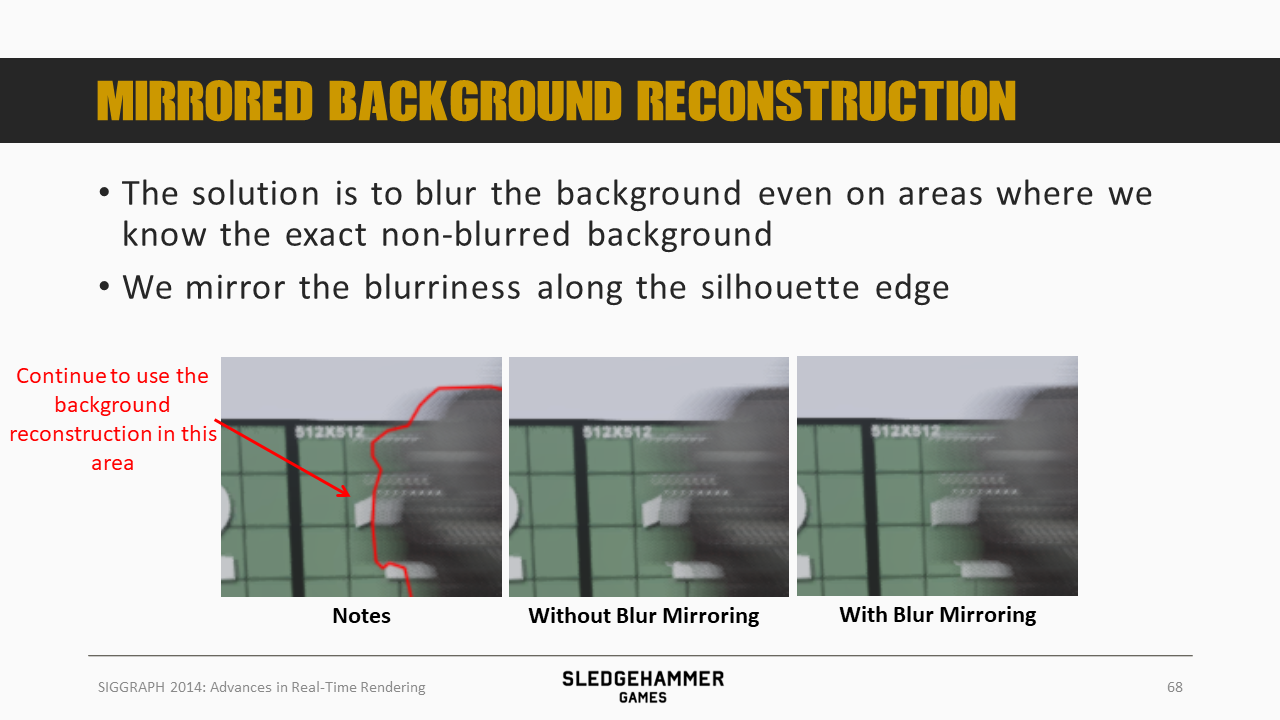 MIRRORED BACKGROUND RECONSTRUCTION
• The solution is to blur the background even on areas where we
know the exact non-blurred background
• We mirror the blurriness along the silhouette edge
Continue to use the
background
reconstruction in this
area
512X512
512X512
512X512
Notes
Without Blur Mirroring
With Blur Mirroring
SIGGRAPH 2014: Advances in Real-Time Rendering
SLEDGEHAMMER
GAMES
68